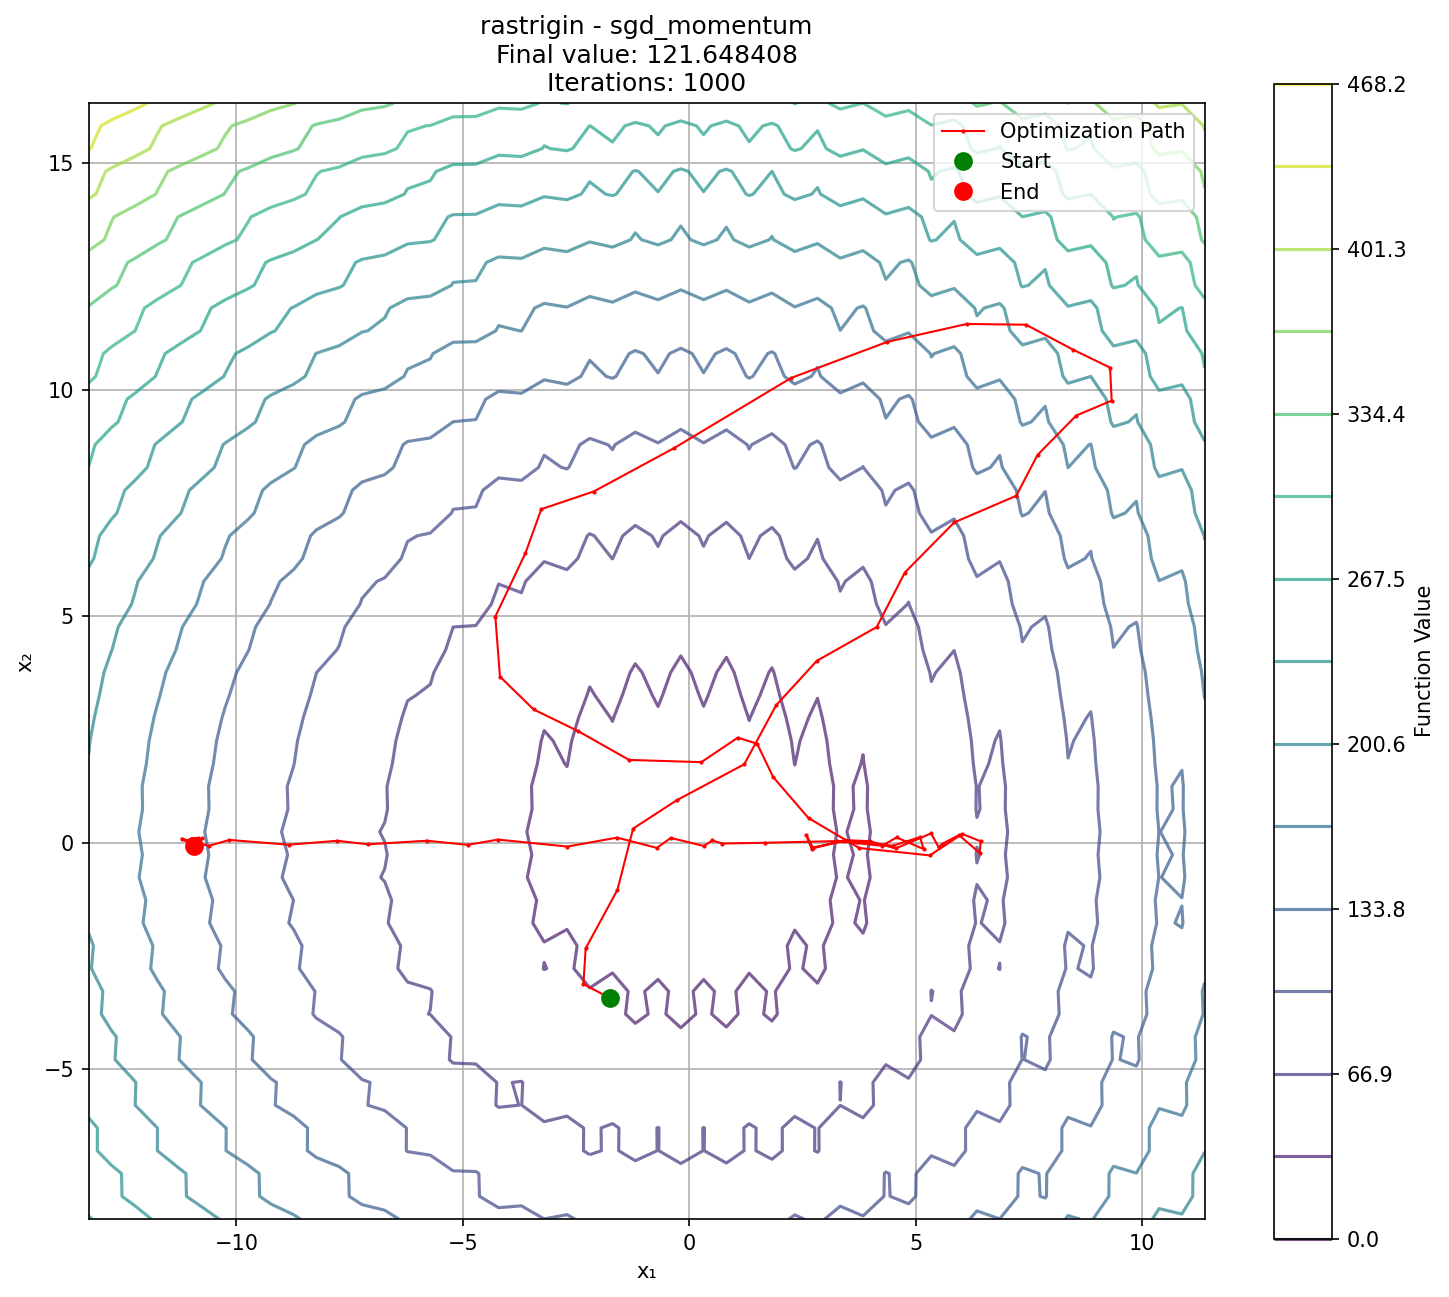 rastrigin - sgd_momentum
Final value: 121.648408
Iterations: 1000
Optimization Path
Start
End
x₂
15
10
5
0
−5
−10
−5
0
5
10
x₁
468.2
401.3
334.4
267.5
200.6
133.8
66.9
0.0
Function Value